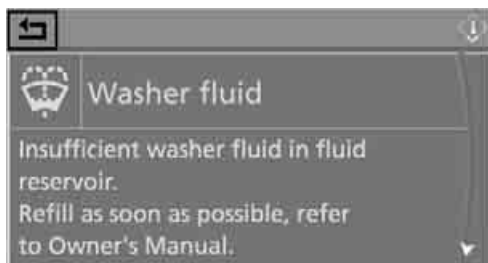 Washer fluid
Insufficient washer fluid in fluid
reservoir.
Refill as soon as possible, refer
to Owner's Manual.